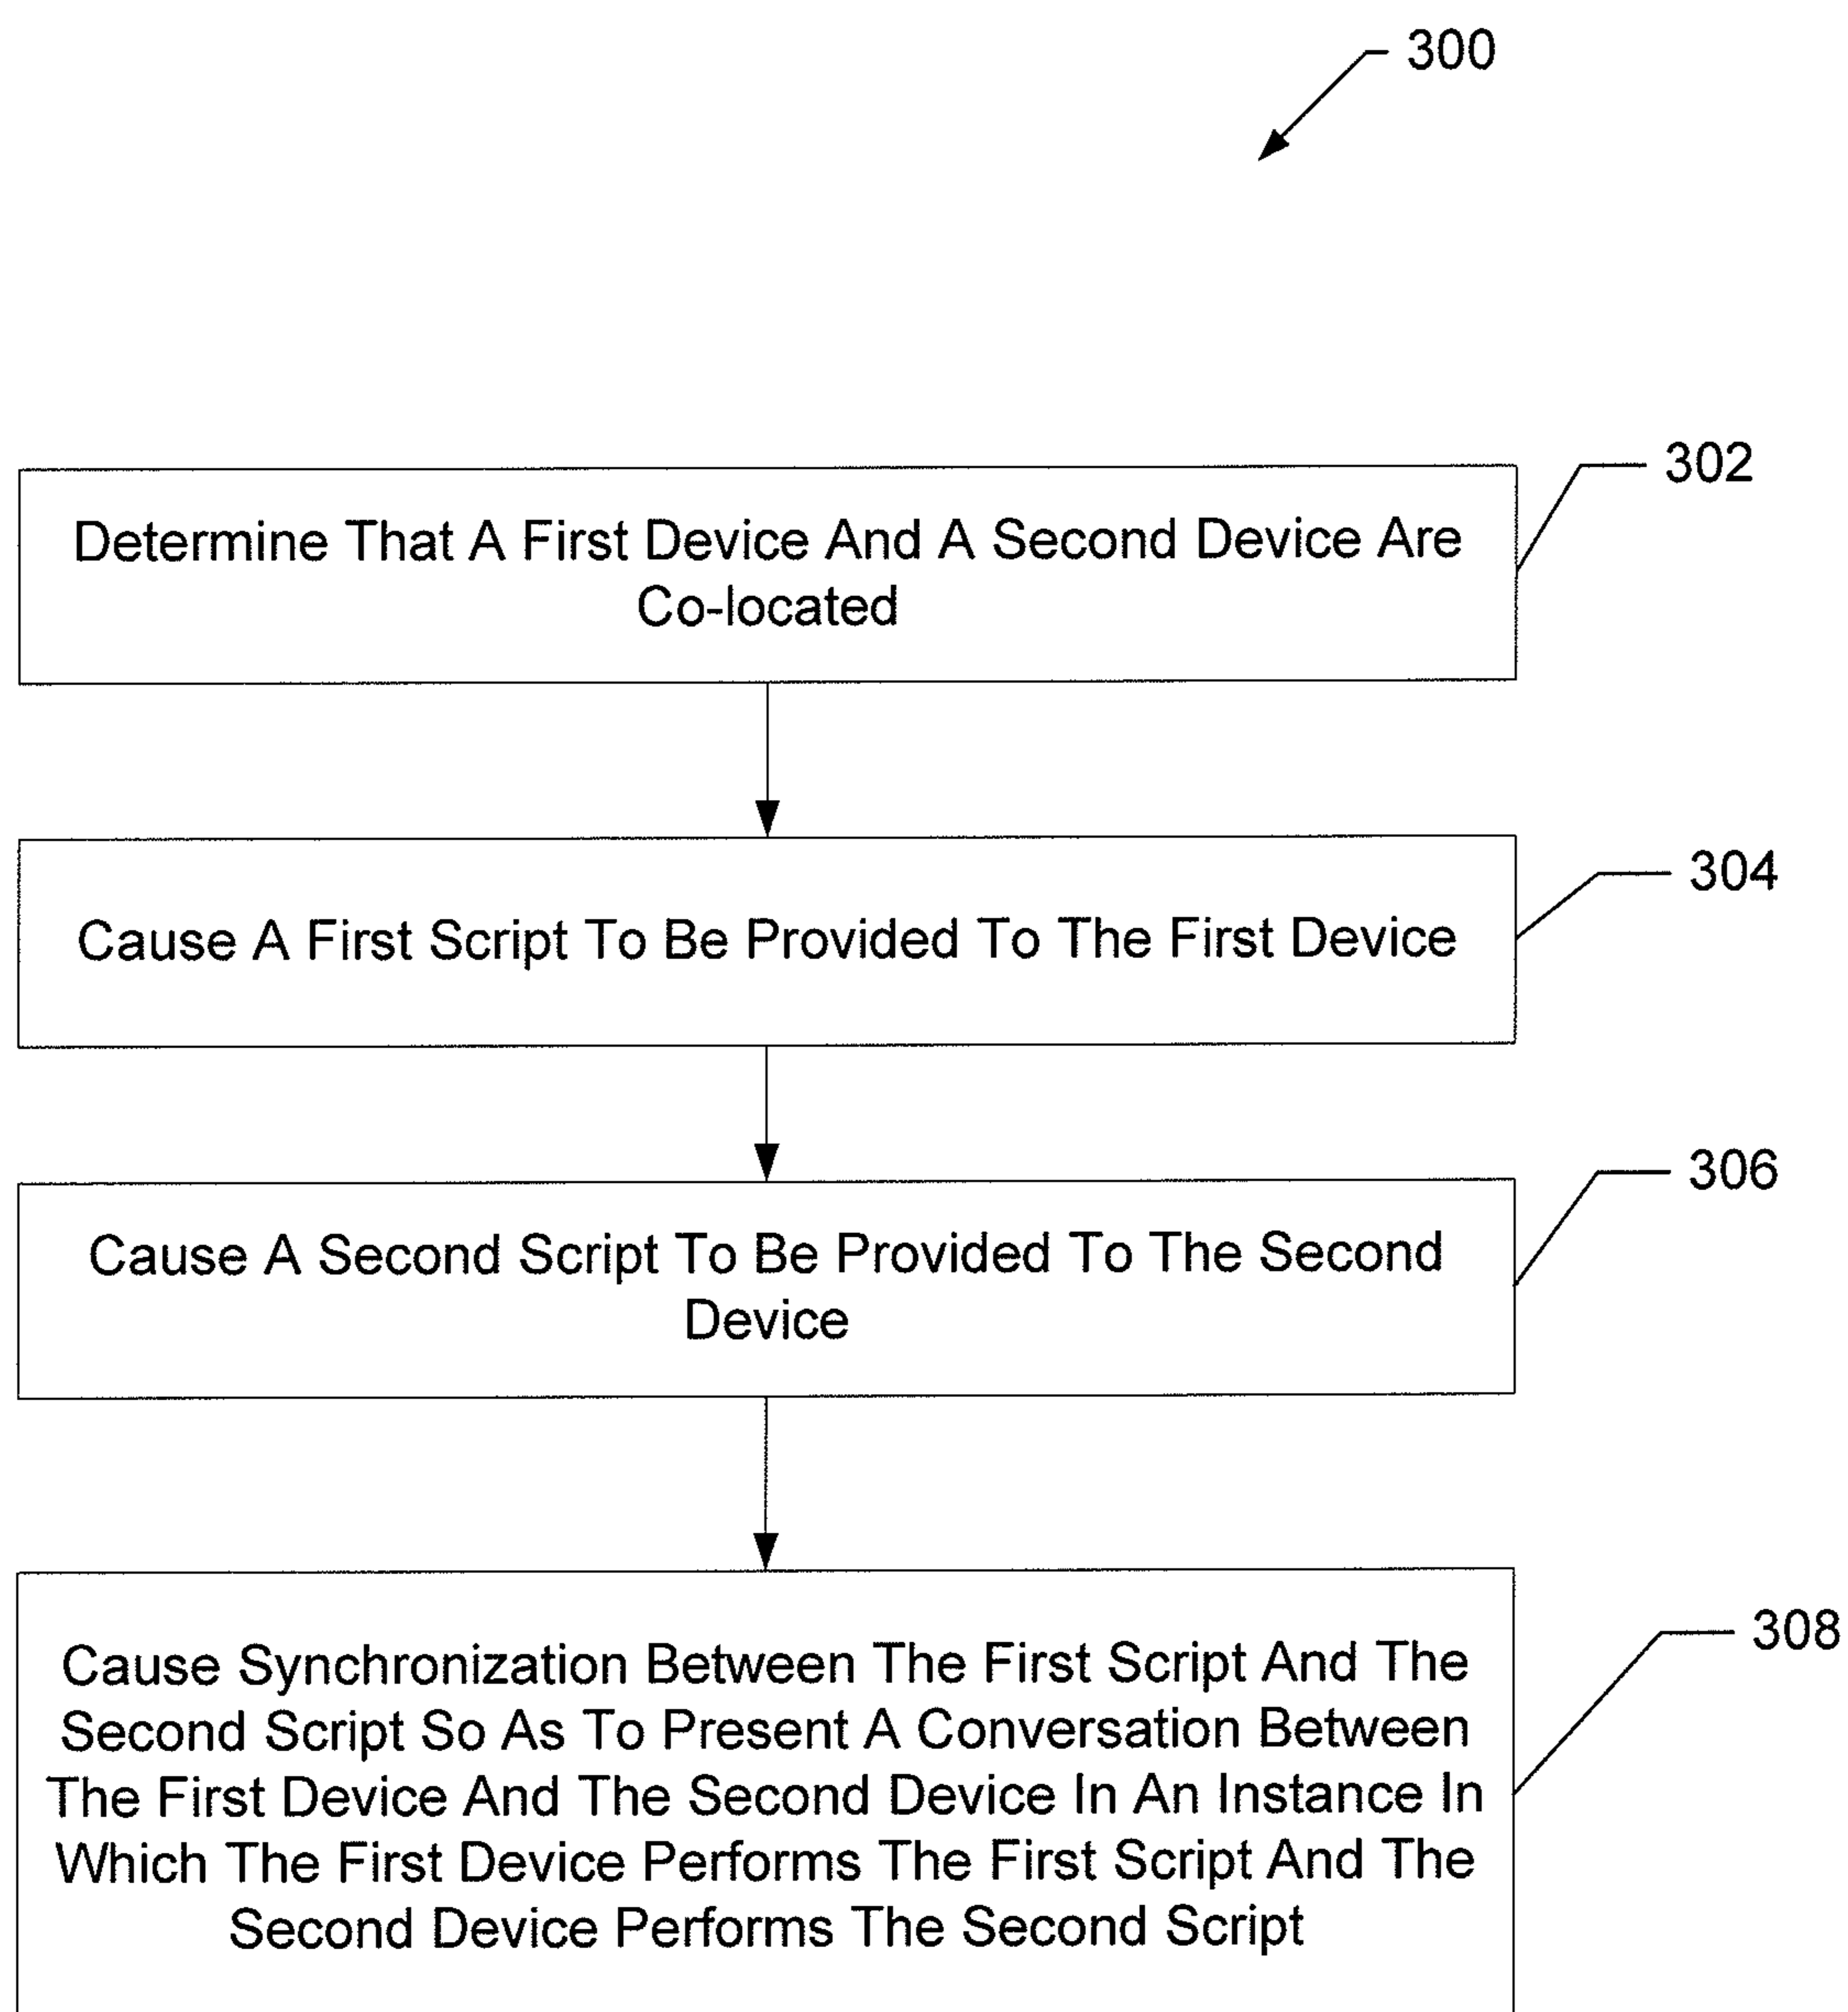 300
302
Determine That A First Device And A Second Device Are
Co-located
304
Cause A First Script To Be Provided To The First Device
306
Cause A Second Script To Be Provided To The Second
Device
308
Cause Synchronization Between The First Script And The
Second Script So As To Present A Conversation Between
The First Device And The Second Device In An Instance In
Which The First Device Performs The First Script And The
Second Device Performs The Second Script